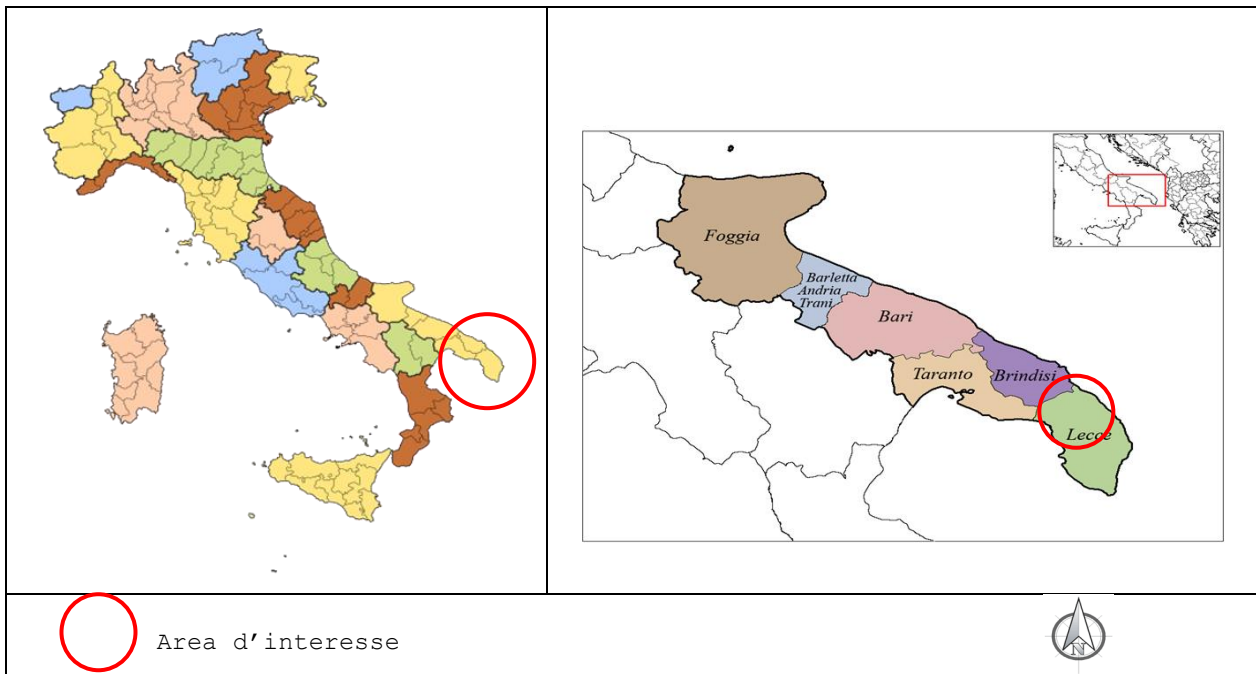 Foggia
Barletta
Andria
Trani
Bari
Taranto
Brindisi
Lecce
Area d’interesse
N